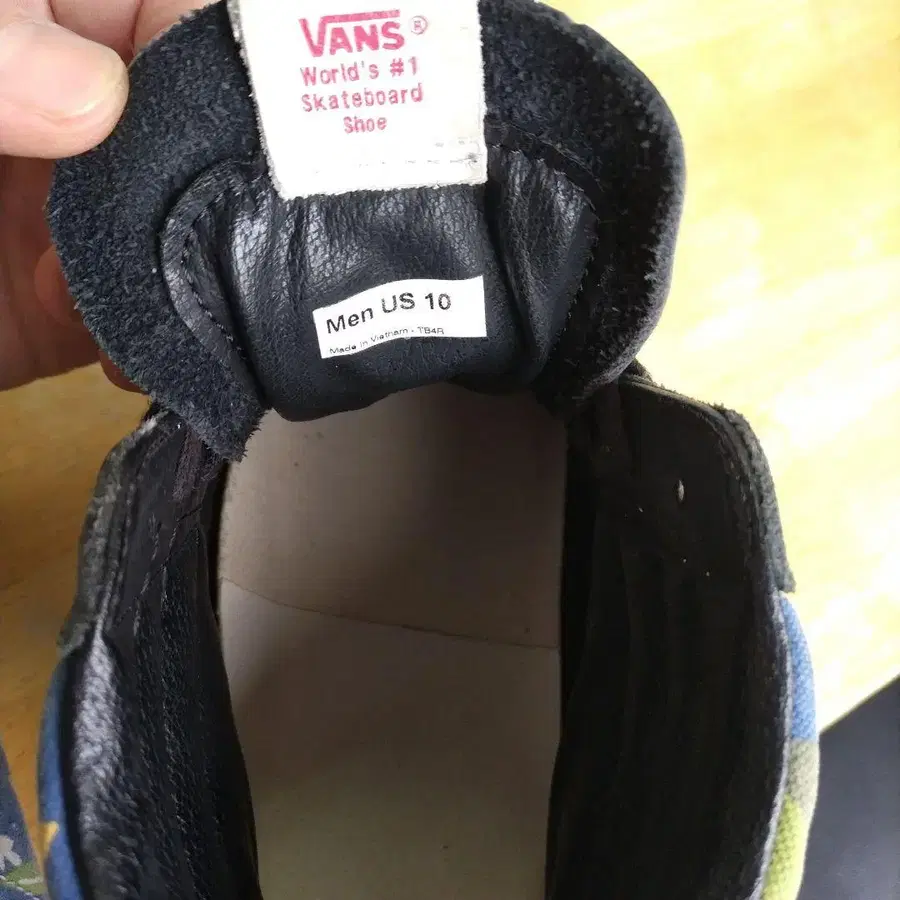 VANS®
World's #1
Skateboard
Shoe
Men US 10
Made in Vietnam - TB4R